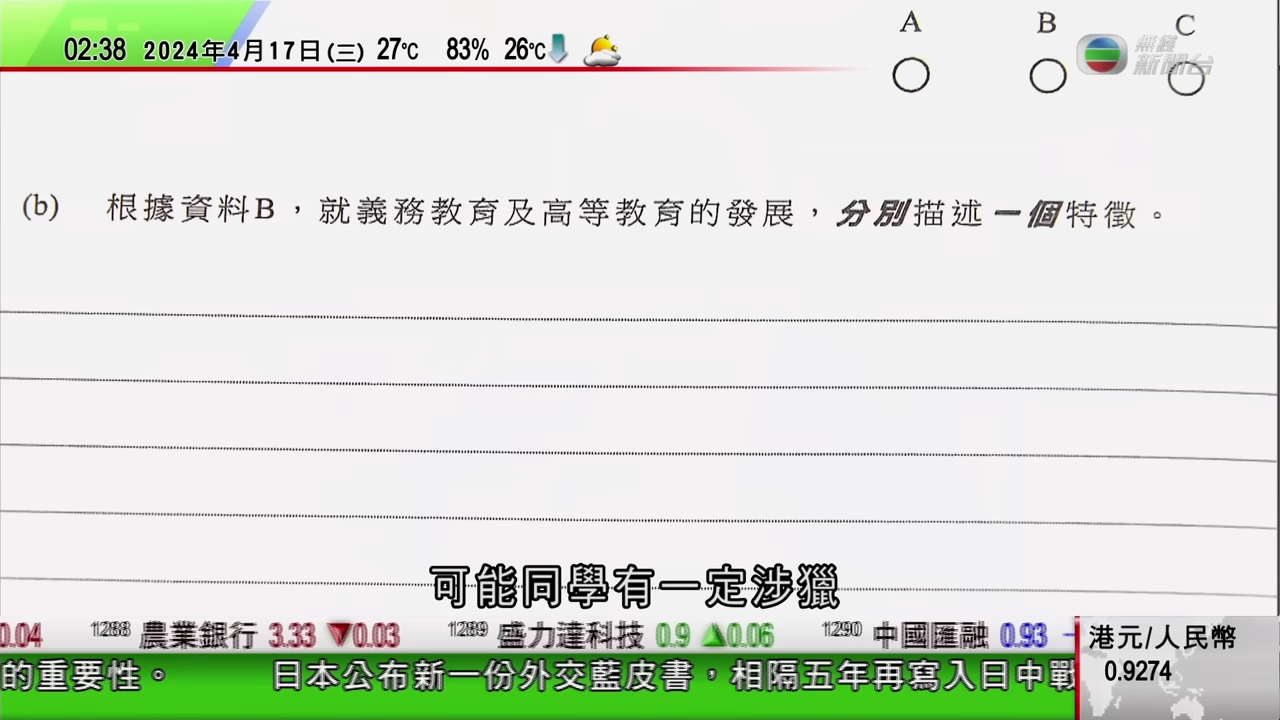 02:38 2024年4月17日(三) 27℃ 83% 26℃
無綫新聞台
A B C
(b) 根據資料B，就義務教育及高等教育的發展，分別描述一個特徵。
可能同學有一定涉獵
0.04 1288 農業銀行 3.33 ▼0.03 1289 盛力達科技 0.9 ▲0.06 1290 中國匯融 0.93 -
港元/人民幣
0.9274
的重要性。 日本公布新一份外交藍皮書，相隔五年再寫入日中戰